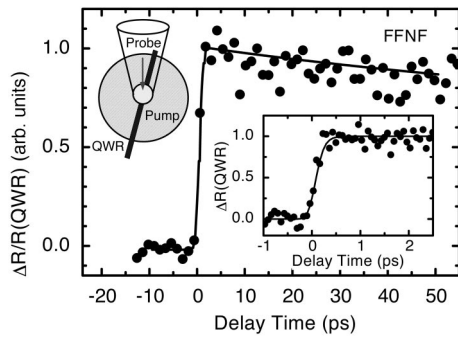 FFNF
Probe
Pump
QWR
ΔR/R(QWR) (arb. units)
1.0
0.5
0.0
ΔR(QWR)
1.0
0.5
0.0
-1 0 1 2
Delay Time (ps)
-20 -10 0 10 20 30 40 50
Delay Time (ps)